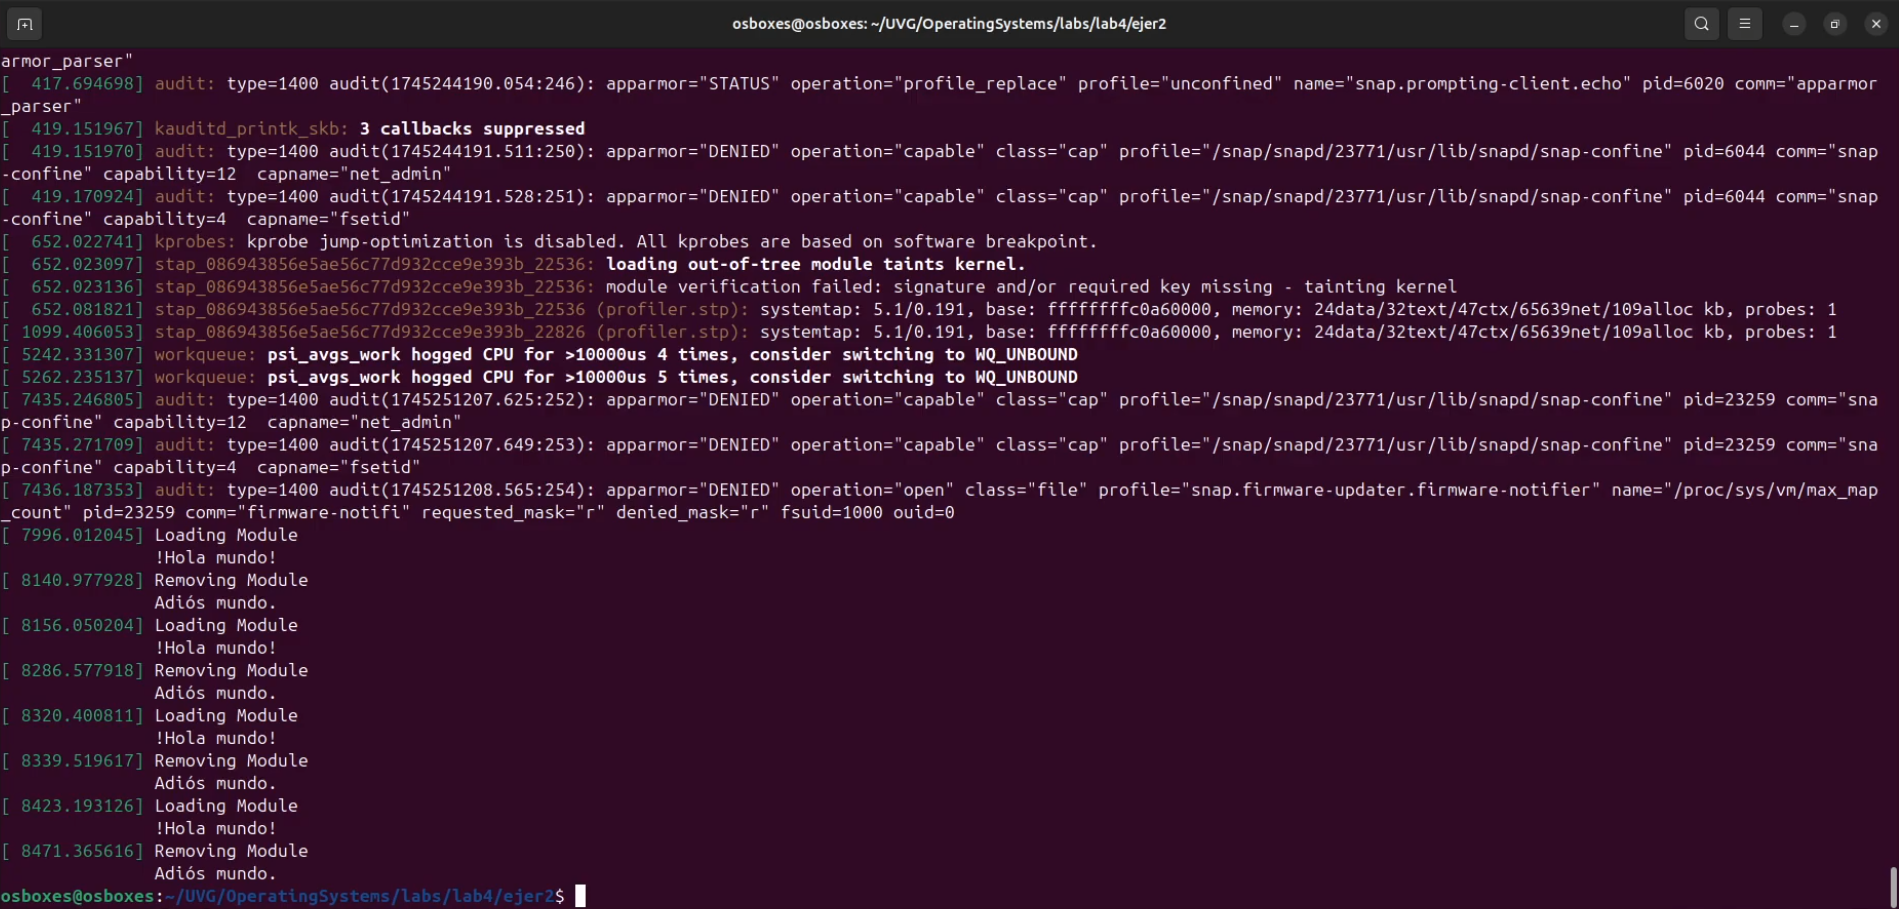 osboxes@osboxes: ~/UVG/OperatingSystems/labs/lab4/ejer2
armor_parser"
[  417.694698] audit: type=1400 audit(1745244190.054:246): apparmor="STATUS" operation="profile_replace" profile="unconfined" name="snap.prompting-client.echo" pid=6020 comm="apparmor
_parser"
[  419.151967] kauditd_printk_skb: 3 callbacks suppressed
[  419.151970] audit: type=1400 audit(1745244191.511:250): apparmor="DENIED" operation="capable" class="cap" profile="/snap/snapd/23771/usr/lib/snapd/snap-confine" pid=6044 comm="snap
-confine" capability=12  capname="net_admin"
[  419.170924] audit: type=1400 audit(1745244191.528:251): apparmor="DENIED" operation="capable" class="cap" profile="/snap/snapd/23771/usr/lib/snapd/snap-confine" pid=6044 comm="snap
-confine" capability=4  capname="fsetid"
[  652.022741] kprobes: kprobe jump-optimization is disabled. All kprobes are based on software breakpoint.
[  652.023097] stap_086943856e5ae56c77d932cce9e393b_22536: loading out-of-tree module taints kernel.
[  652.023136] stap_086943856e5ae56c77d932cce9e393b_22536: module verification failed: signature and/or required key missing - tainting kernel
[  652.081821] stap_086943856e5ae56c77d932cce9e393b_22536 (profiler.stp): systemtap: 5.1/0.191, base: ffffffffc0a60000, memory: 24data/32text/47ctx/65639net/109alloc kb, probes: 1
[ 1099.406053] stap_086943856e5ae56c77d932cce9e393b_22826 (profiler.stp): systemtap: 5.1/0.191, base: ffffffffc0a60000, memory: 24data/32text/47ctx/65639net/109alloc kb, probes: 1
[ 5242.331307] workqueue: psi_avgs_work hogged CPU for >10000us 4 times, consider switching to WQ_UNBOUND
[ 5262.235137] workqueue: psi_avgs_work hogged CPU for >10000us 5 times, consider switching to WQ_UNBOUND
[ 7435.246805] audit: type=1400 audit(1745251207.625:252): apparmor="DENIED" operation="capable" class="cap" profile="/snap/snapd/23771/usr/lib/snapd/snap-confine" pid=23259 comm="sna
p-confine" capability=12  capname="net_admin"
[ 7435.271709] audit: type=1400 audit(1745251207.649:253): apparmor="DENIED" operation="capable" class="cap" profile="/snap/snapd/23771/usr/lib/snapd/snap-confine" pid=23259 comm="sna
p-confine" capability=4  capname="fsetid"
[ 7436.187353] audit: type=1400 audit(1745251208.565:254): apparmor="DENIED" operation="open" class="file" profile="snap.firmware-updater.firmware-notifier" name="/proc/sys/vm/max_map
_count" pid=23259 comm="firmware-notifi" requested_mask="r" denied_mask="r" fsuid=1000 ouid=0
[ 7996.012045] Loading Module
!Hola mundo!
[ 8140.977928] Removing Module
Adiós mundo.
[ 8156.050204] Loading Module
!Hola mundo!
[ 8286.577918] Removing Module
Adiós mundo.
[ 8320.400811] Loading Module
!Hola mundo!
[ 8339.519617] Removing Module
Adiós mundo.
[ 8423.193126] Loading Module
!Hola mundo!
[ 8471.365616] Removing Module
Adiós mundo.
osboxes@osboxes:~/UVG/OperatingSystems/labs/lab4/ejer2$